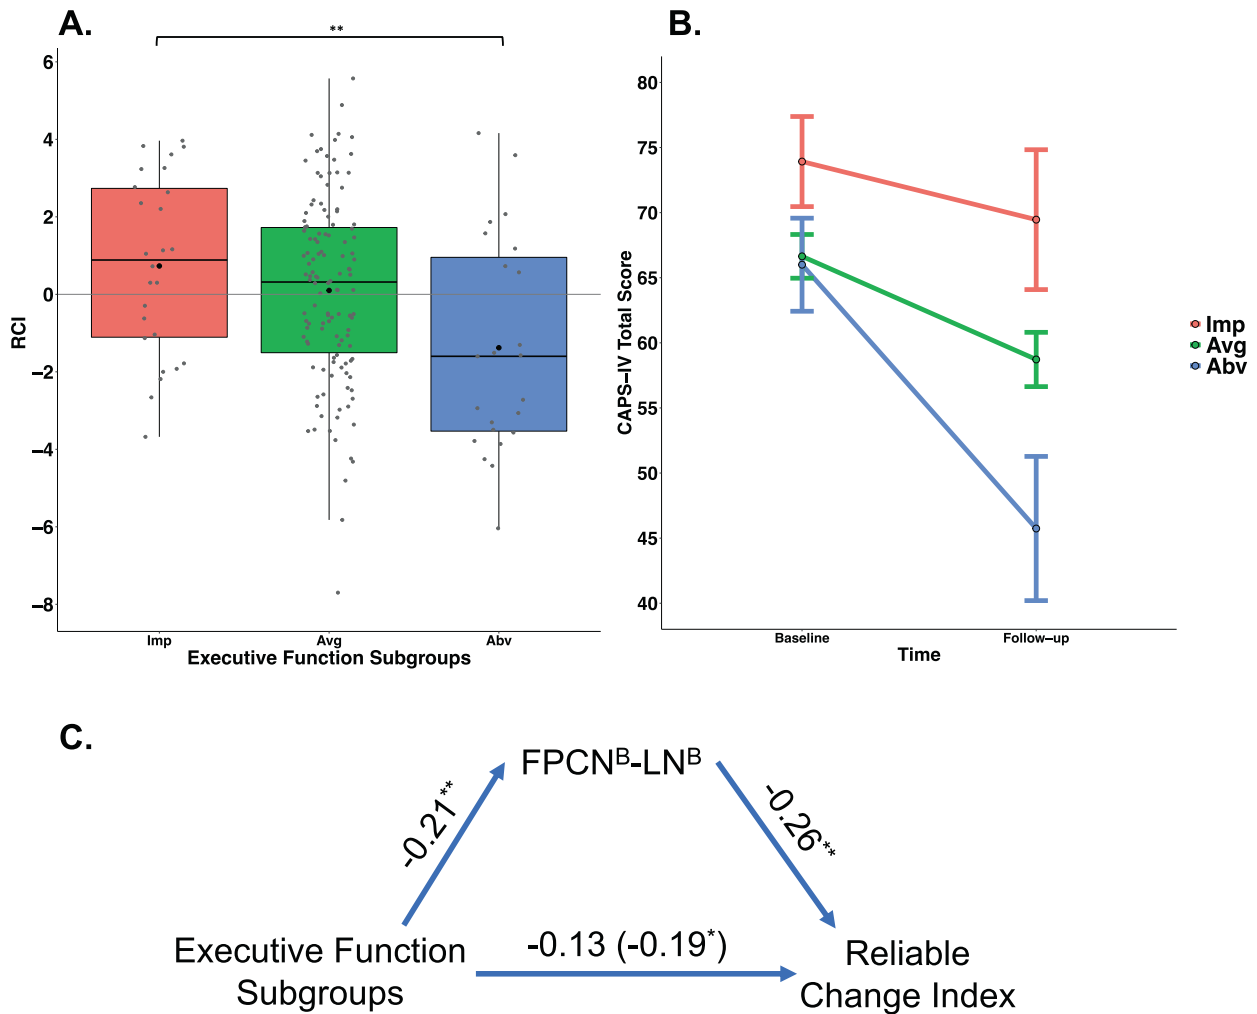 A.
**
RCI
6
4
2
0
−2
−4
−6
−8
Imp Avg Abv
Executive Function Subgroups
B.
CAPS−IV Total Score
80
75
70
65
60
55
50
45
40
Baseline Follow−up
Time
Imp
Avg
Abv
C.
FPCNᴮ-LNᴮ
-0.21**
-0.26**
-0.13 (-0.19*)
Executive Function
Subgroups
Reliable
Change Index